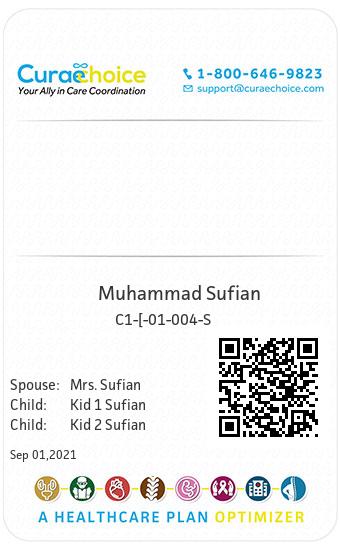 Curaechoice
Your Ally in Care Coordination
1-800-646-9823
support@curaechoice.com
Muhammad Sufian
C1-[-01-004-S
Spouse: Mrs. Sufian
Child: Kid 1 Sufian
Child: Kid 2 Sufian
Sep 01,2021
A HEALTHCARE PLAN OPTIMIZER